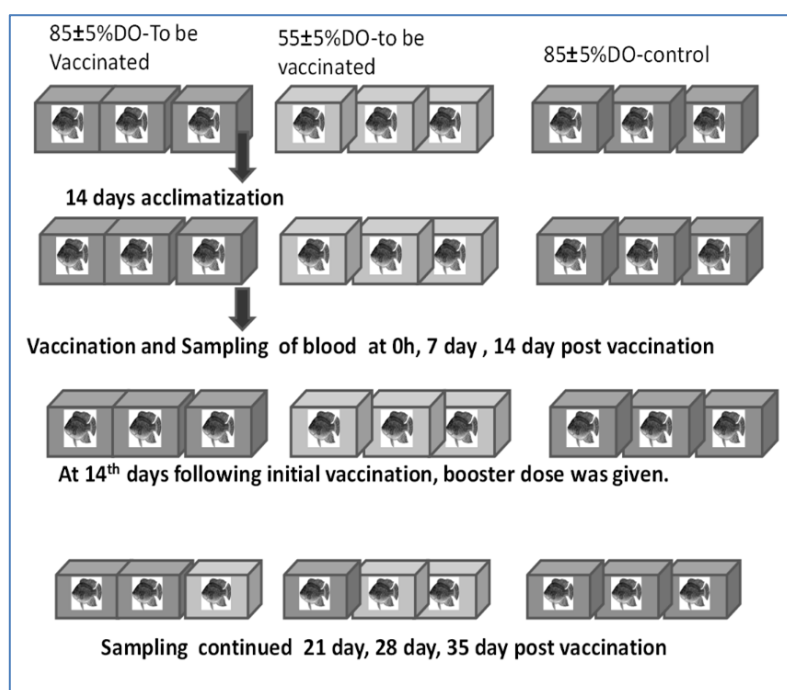 85±5%DO-To be
Vaccinated
55±5%DO-to be
vaccinated
85±5%DO-control
14 days acclimatization
Vaccination and Sampling of blood at 0h, 7 day , 14 day post vaccination
At 14th days following initial vaccination, booster dose was given.
Sampling continued 21 day, 28 day, 35 day post vaccination